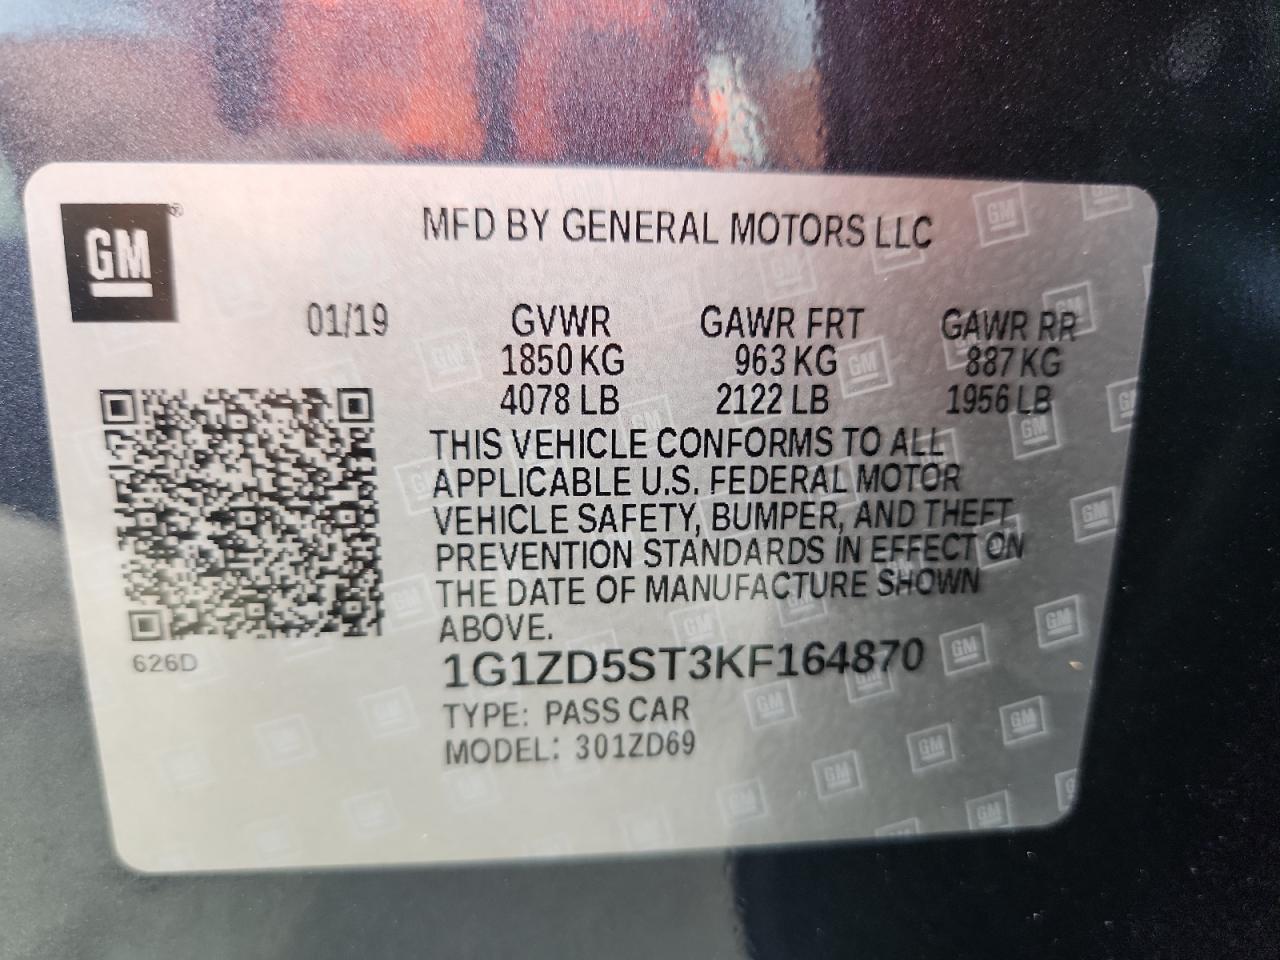 GM®
MFD BY GENERAL MOTORS LLC
01/19 GVWR GAWR FRT GAWR RR
1850 KG 963 KG 887 KG
4078 LB 2122 LB 1956 LB
THIS VEHICLE CONFORMS TO ALL
APPLICABLE U.S. FEDERAL MOTOR
VEHICLE SAFETY, BUMPER, AND THEFT
PREVENTION STANDARDS IN EFFECT ON
THE DATE OF MANUFACTURE SHOWN
ABOVE.
626D
1G1ZD5ST3KF164870
TYPE: PASS CAR
MODEL: 301ZD69